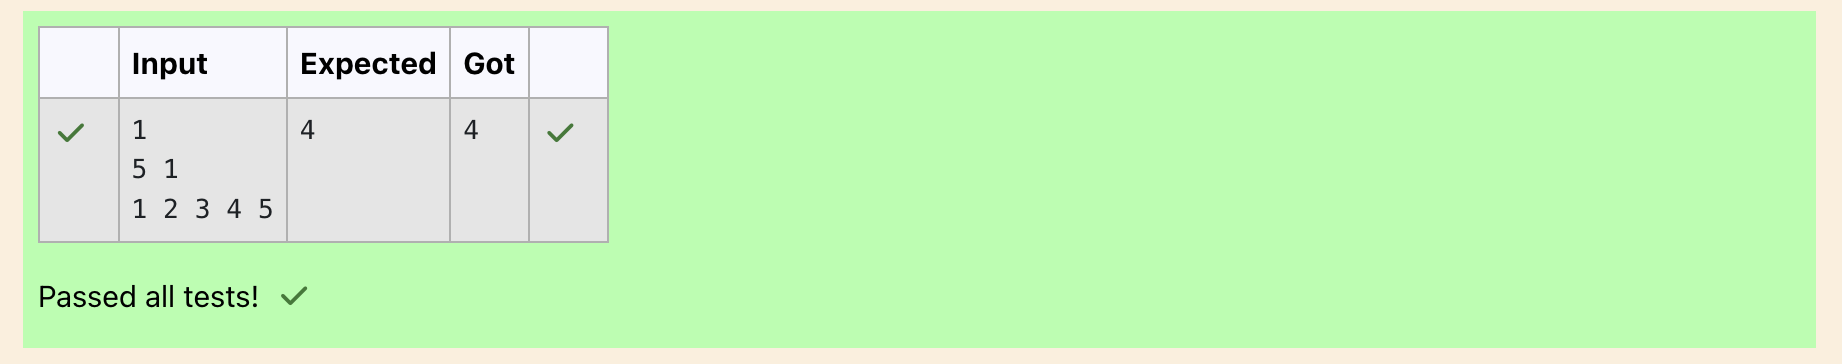 Input Expected Got
1 4 4
5 1
1 2 3 4 5
Passed all tests!